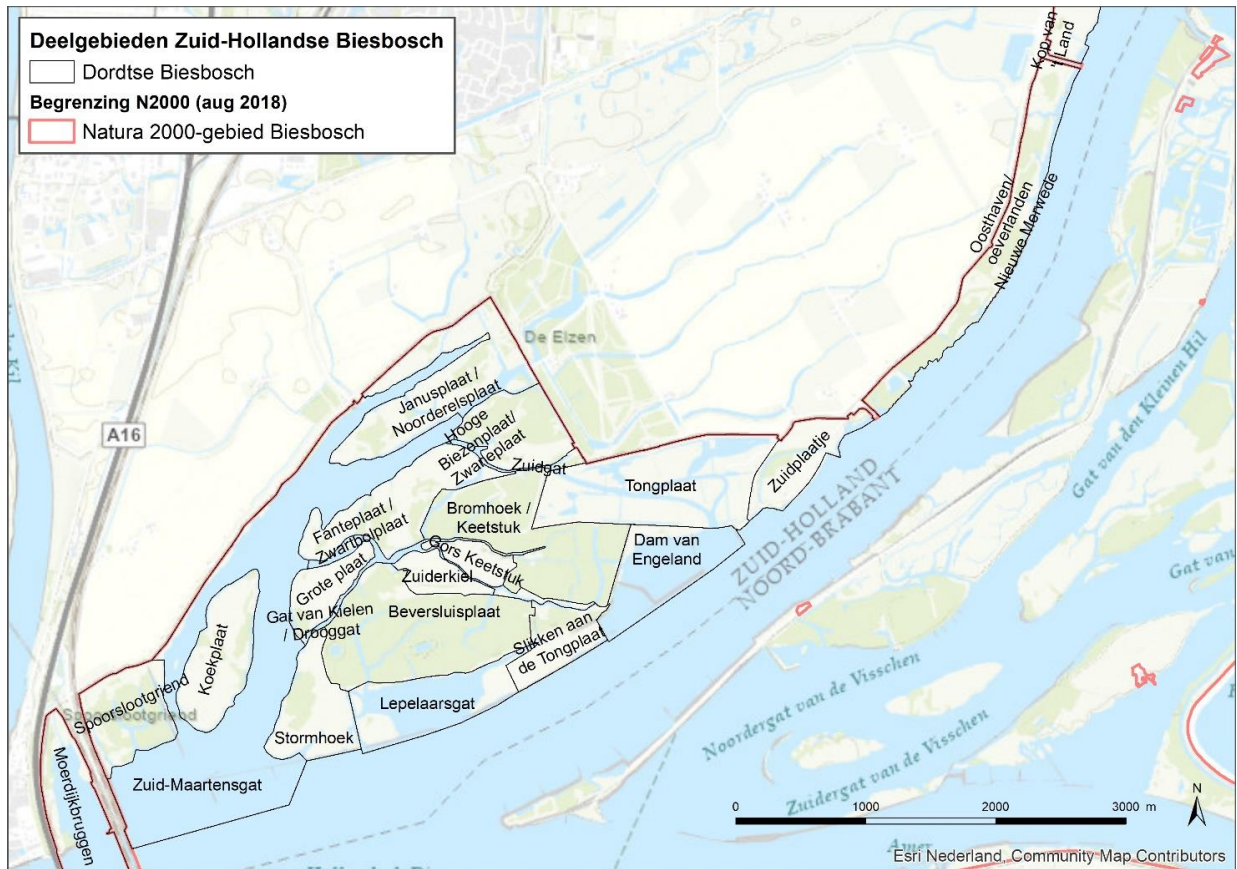 Deelgebieden Zuid-Hollandse Biesbosch
Dordtse Biesbosch
Begrenzing N2000 (aug 2018)
Natura 2000-gebied Biesbosch
Kop van
't Land
A16
De Elzen
Oosthaven/
oeverlanden
Nieuwe Merwede
Janusplaat /
Noorderelsplaat
Hooge
Biezenplaat/
Zwarteplaat
Zuidgat
Tongplaat
Zuidplaatje
Gat van den Kleinen Hil
Fanteplaat /
Zwartbolplaat
Bromhoek /
Keetstuk
Dam van
Engeland
ZUID-HOLLAND
NOORD-BRABANT
Gat van
Gors Keetstuk
Zuiderkiel
Grote plaat
Gat van Kielen
/ Drooggat
Beversluisplaat
Slikken aan
de Tongplaat
Koekplaat
Spoorslootgriend
Spoorslootgriend
Lepelaarsgat
Stormhoek
Noordergat van de Visschen
Zuidergat van de Visschen
Zuid-Maartensgat
Moerdijkbruggen
0 1000 2000 3000 m
N
Amer
Esri Nederland, Community Map Contributors